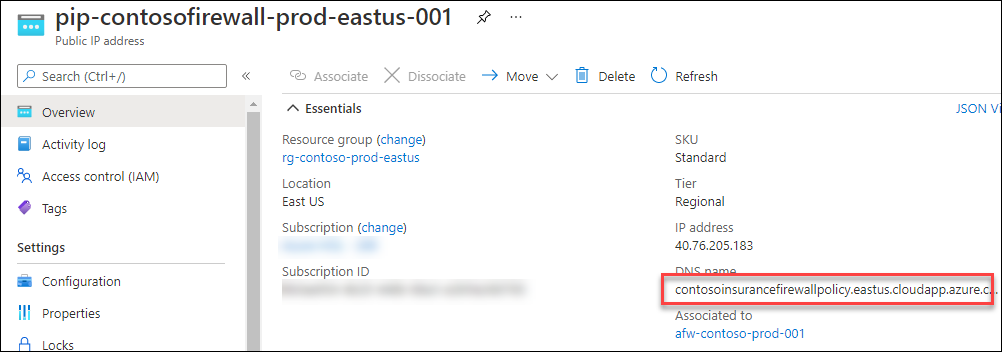 pip-contosofirewall-prod-eastus-001
Public IP address
Search (Ctrl+/)
Associate Dissociate Move Delete Refresh
Overview
Activity log
Access control (IAM)
Tags
Settings
Configuration
Properties
Locks
Essentials
JSON Vi
Resource group (change)
rg-contoso-prod-eastus
Location
East US
Subscription (change)
Subscription ID
SKU
Standard
Tier
Regional
IP address
40.76.205.183
DNS name
contosoinsurancefirewallpolicy.eastus.cloudapp.azure.c...
Associated to
afw-contoso-prod-001